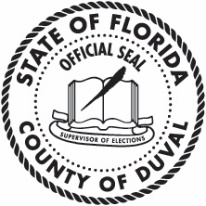 STATE OF FLORIDA
OFFICIAL SEAL
SUPERVISOR OF ELECTIONS
COUNTY OF DUVAL